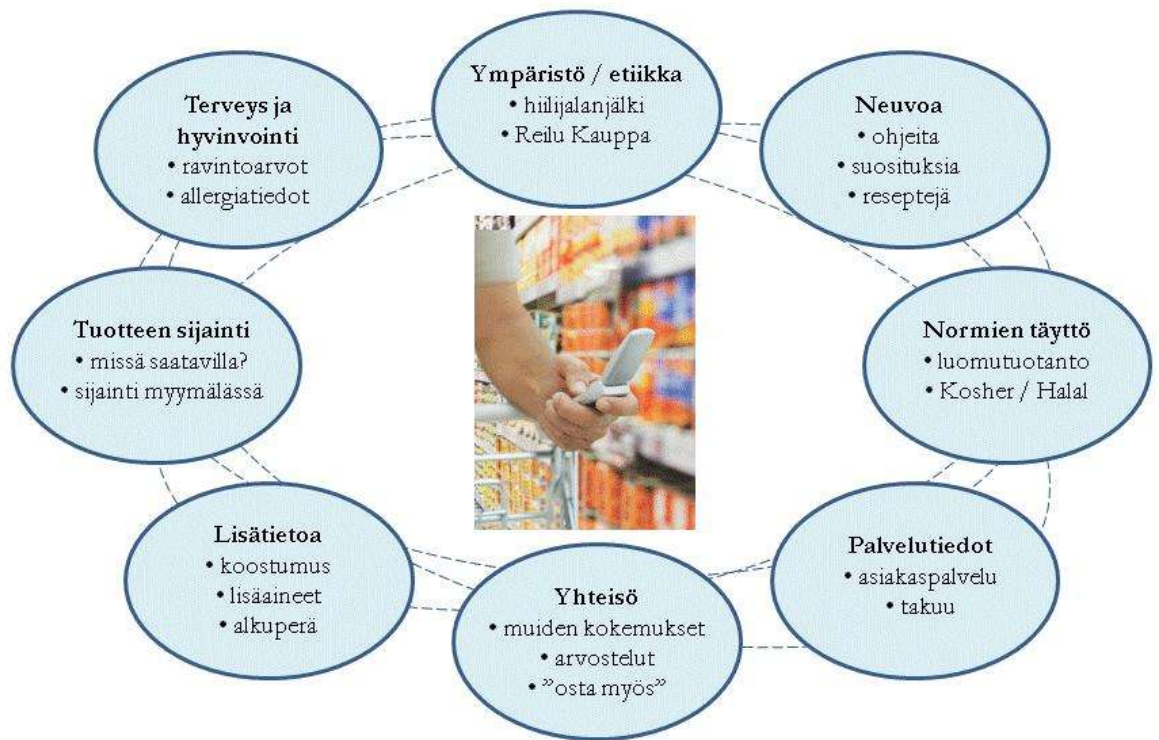 Ympäristö / etiikka
• hiilijalanjälki
• Reilu Kauppa
Neuvoa
• ohjeita
• suosituksia
• reseptejä
Normien täyttö
• luomutuotanto
• Kosher / Halal
Palvelutiedot
• asiakaspalvelu
• takuu
Yhteisö
• muiden kokemukset
• arvostelut
• ”osta myös”
Lisätietoa
• koostumus
• lisäaineet
• alkuperä
Tuotteen sijainti
• missä saatavilla?
• sijainti myymälässä
Terveys ja
hyvinvointi
• ravintoarvot
• allergiatiedot